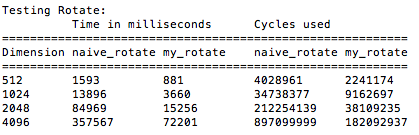 Testing Rotate:
Time in milliseconds Cycles used
==========================================================
Dimension naive_rotate my_rotate naive_rotate my_rotate
==========================================================
512 1593 881 4028961 2241174
1024 13896 3660 34738377 9162697
2048 84969 15256 212254139 38109235
4096 357567 72201 897099999 182092937